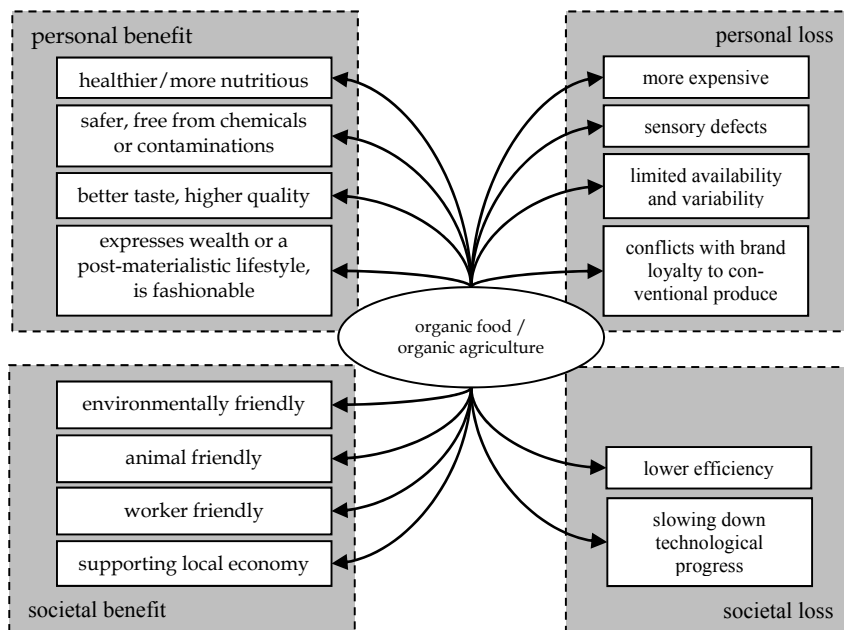 personal benefit
healthier/more nutritious
safer, free from chemicals
or contaminations
better taste, higher quality
expresses wealth or a
post-materialistic lifestyle,
is fashionable
personal loss
more expensive
sensory defects
limited availability
and variability
conflicts with brand
loyalty to con-
ventional produce
organic food /
organic agriculture
environmentally friendly
animal friendly
worker friendly
supporting local economy
societal benefit
lower efficiency
slowing down
technological
progress
societal loss